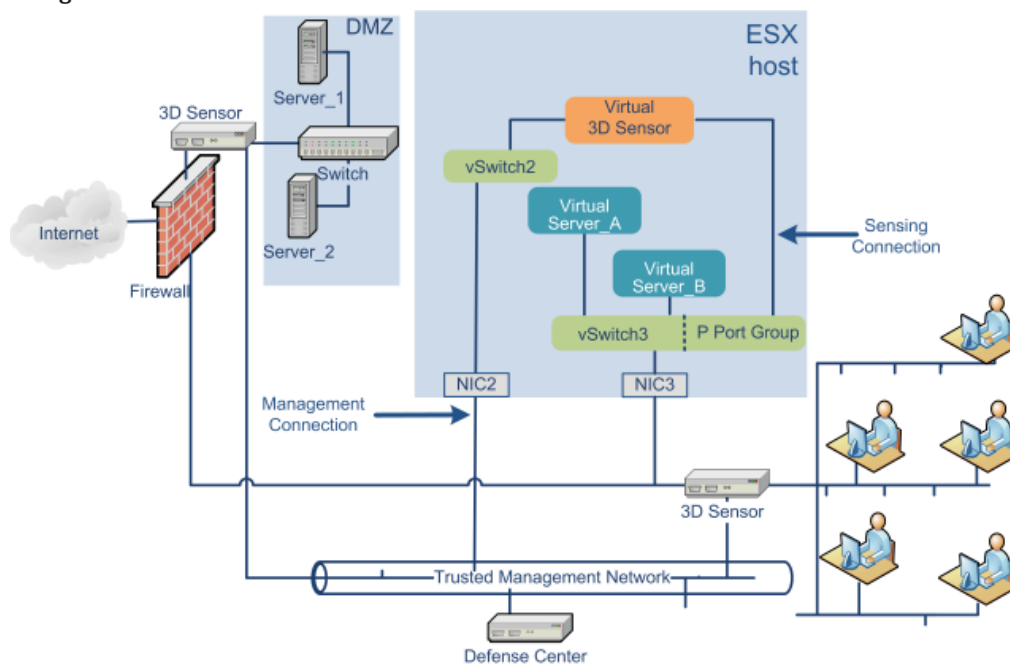 DMZ
ESX
host
Server_1
3D Sensor
Virtual
3D Sensor
Switch
vSwitch2
Virtual
Server_A
Internet
Server_2
Sensing
Connection
Firewall
Virtual
Server_B
vSwitch3
P Port Group
NIC2
NIC3
Management
Connection
3D Sensor
Trusted Management Network
Defense Center